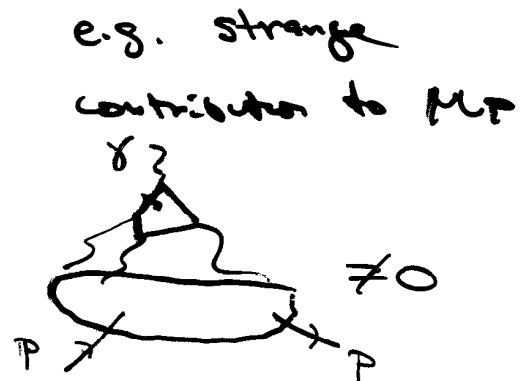 e.g. strange
contribution to μp
γ
≠0
P
P